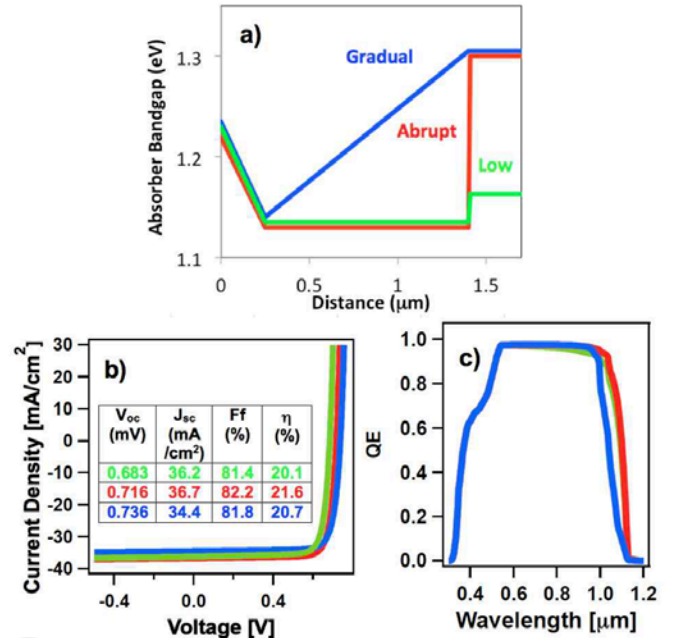 a)
1.3
1.2
1.1
Absorber Bandgap (eV)
Gradual
Abrupt
Low
0 0.5 1 1.5
Distance (μm)
b)
30
20
10
0
-10
-20
-30
-40
Current Density [mA/cm²]
Voc (mV) Jsc (mA /cm²) Ff (%) η (%)
0.683 36.2 81.4 20.1
0.716 36.7 82.2 21.6
0.736 34.4 81.8 20.7
-0.4 0.0 0.4
Voltage [V]
c)
1.0
0.8
0.6
0.4
0.2
0.0
QE
0.4 0.6 0.8 1.0 1.2
Wavelength [μm]